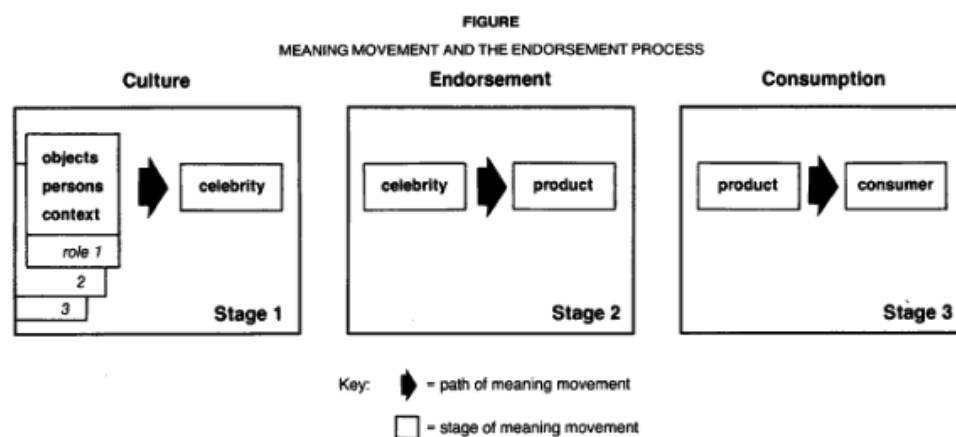 FIGURE
MEANING MOVEMENT AND THE ENDORSEMENT PROCESS
Culture
Endorsement
Consumption
objects
persons
context
role 1
2
3
celebrity
Stage 1
celebrity
product
Stage 2
product
consumer
Stage 3
Key:
= path of meaning movement
= stage of meaning movement